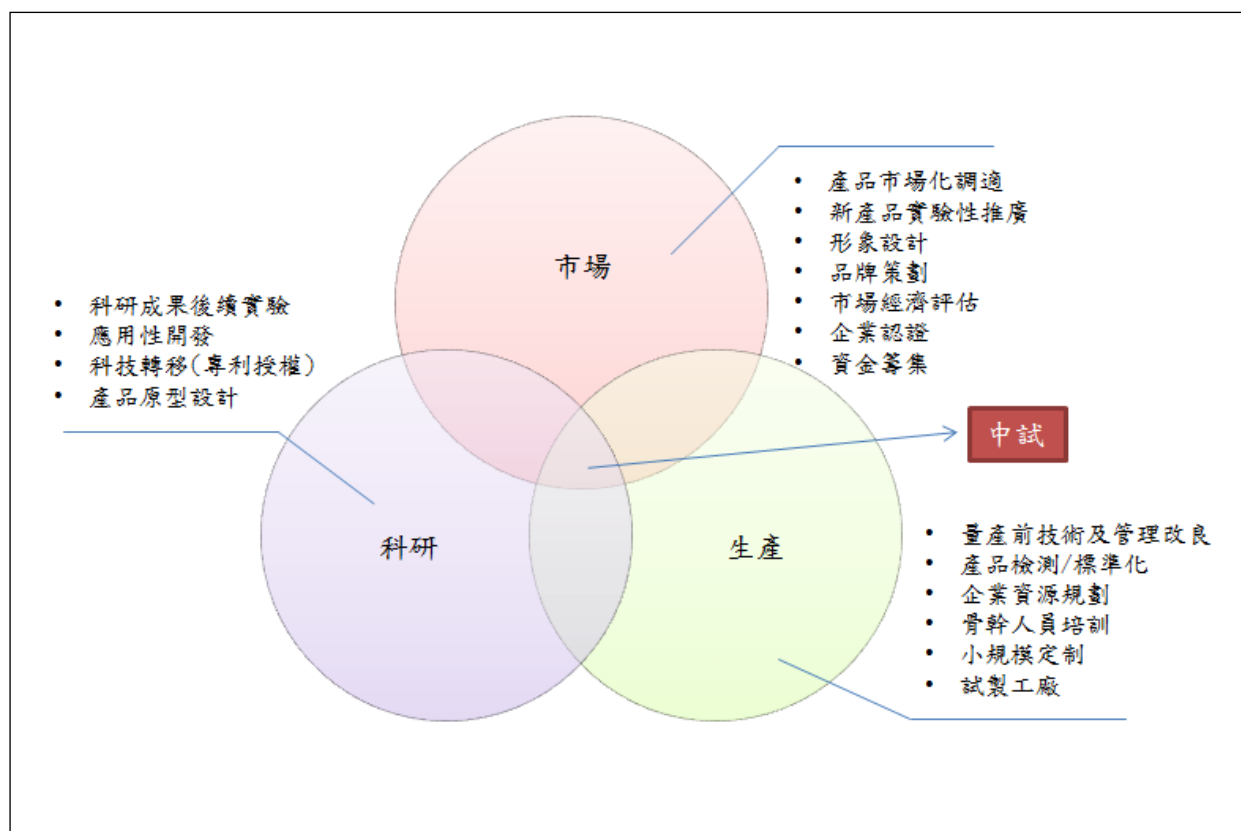 • 產品市場化調適
• 新產品實驗性推廣
• 形象設計
• 品牌策劃
• 市場經濟評估
• 企業認證
• 資金籌集
市場
• 科研成果後續實驗
• 應用性開發
• 科技轉移(專利授權)
• 產品原型設計
中試
科研
生產
• 量產前技術及管理改良
• 產品檢測/標準化
• 企業資源規劃
• 骨幹人員培訓
• 小規模定制
• 試製工廠